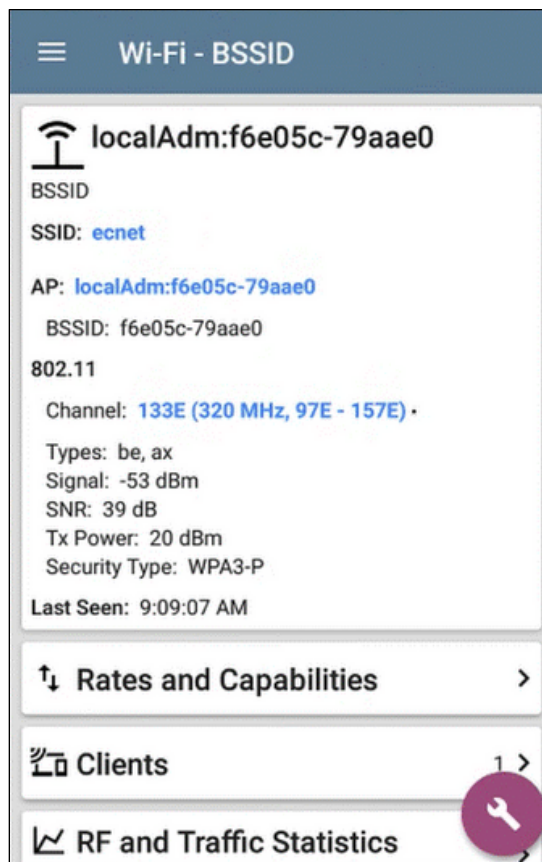 Wi-Fi - BSSID
localAdm:f6e05c-79aae0
BSSID
SSID: ecnet
AP: localAdm:f6e05c-79aae0
BSSID: f6e05c-79aae0
802.11
Channel: 133E (320 MHz, 97E - 157E)
Types: be, ax
Signal: -53 dBm
SNR: 39 dB
Tx Power: 20 dBm
Security Type: WPA3-P
Last Seen: 9:09:07 AM
Rates and Capabilities
Clients 1
RF and Traffic Statistics